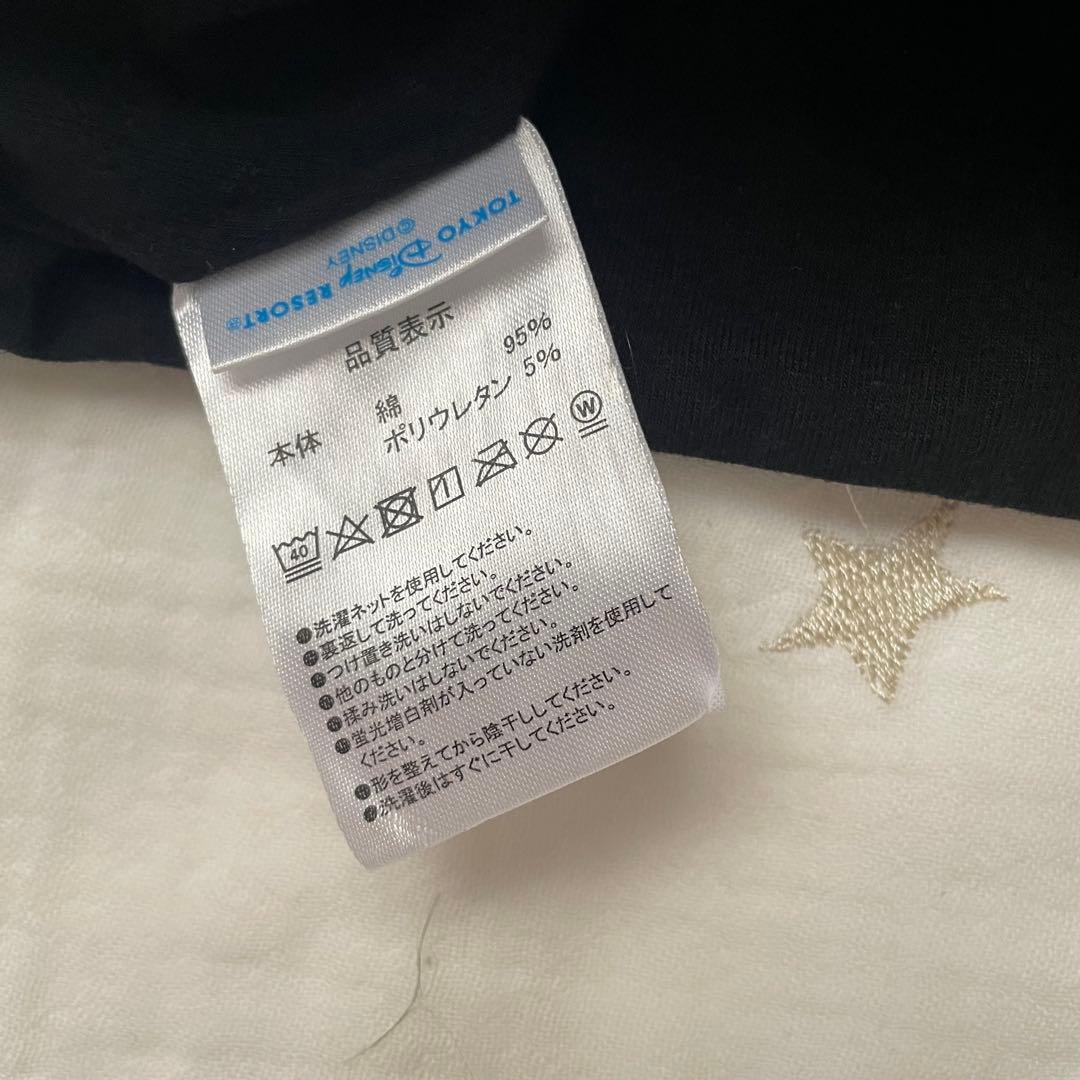 TOKYO DISNEY RESORT®
© DISNEY
品質表示
本体 綿 95%
ポリウレタン 5%
40 W
●洗濯ネットを使用してください。
●裏返して洗ってください。
●つけ置き洗いはしないでください。
●他のものと分けて洗ってください。
●揉み洗いはしないでください。
●蛍光増白剤が入っていない洗剤を使用して
ください。
●形を整えてから陰干ししてください。
●洗濯後はすぐに干してください。